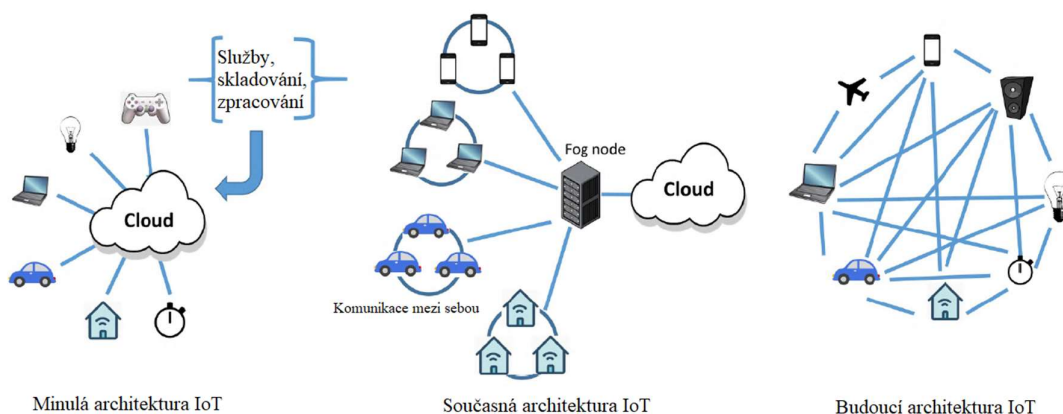 Služby,
skladování,
zpracování
Cloud
Minulá architektura IoT
Fog node
Cloud
Komunikace mezi sebou
Současná architektura IoT
Budoucí architektura IoT